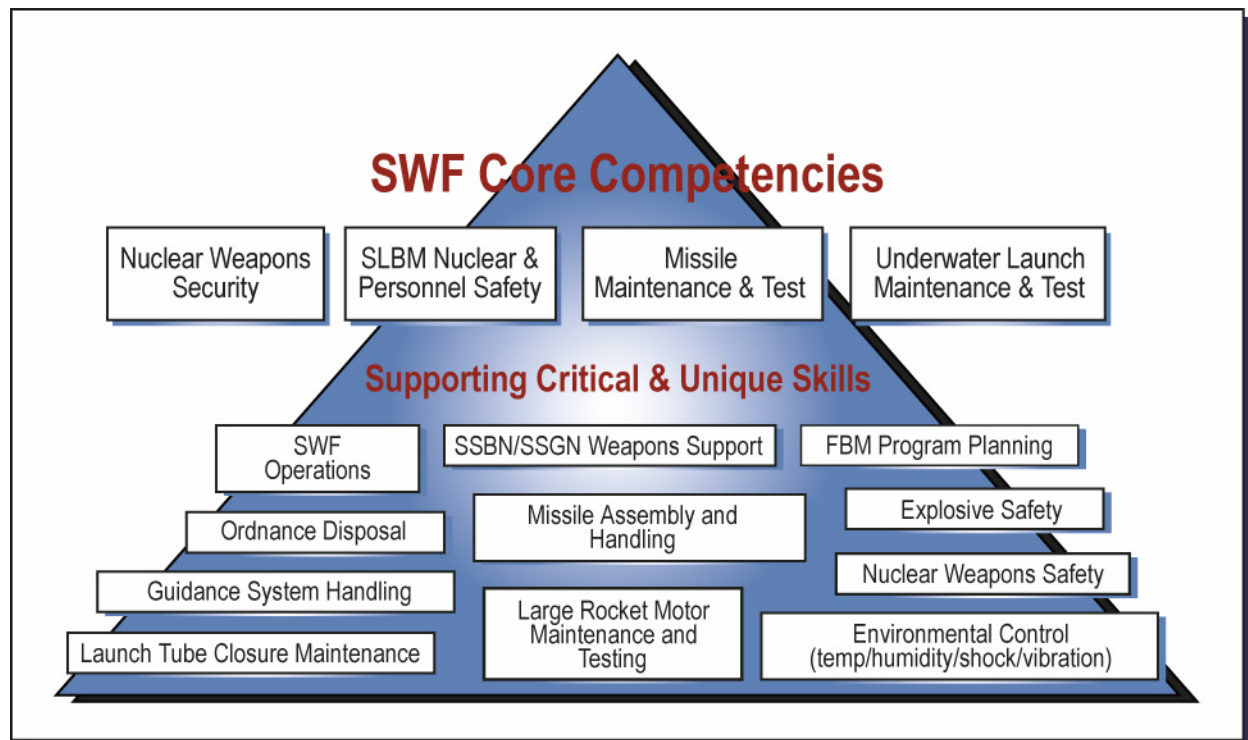 SWF Core Competencies
Nuclear Weapons
Security
SLBM Nuclear &
Personnel Safety
Missile
Maintenance & Test
Underwater Launch
Maintenance & Test
Supporting Critical & Unique Skills
SWF
Operations
SSBN/SSGN Weapons Support
FBM Program Planning
Ordnance Disposal
Missile Assembly and
Handling
Explosive Safety
Guidance System Handling
Nuclear Weapons Safety
Launch Tube Closure Maintenance
Large Rocket Motor
Maintenance and
Testing
Environmental Control
(temp/humidity/shock/vibration)